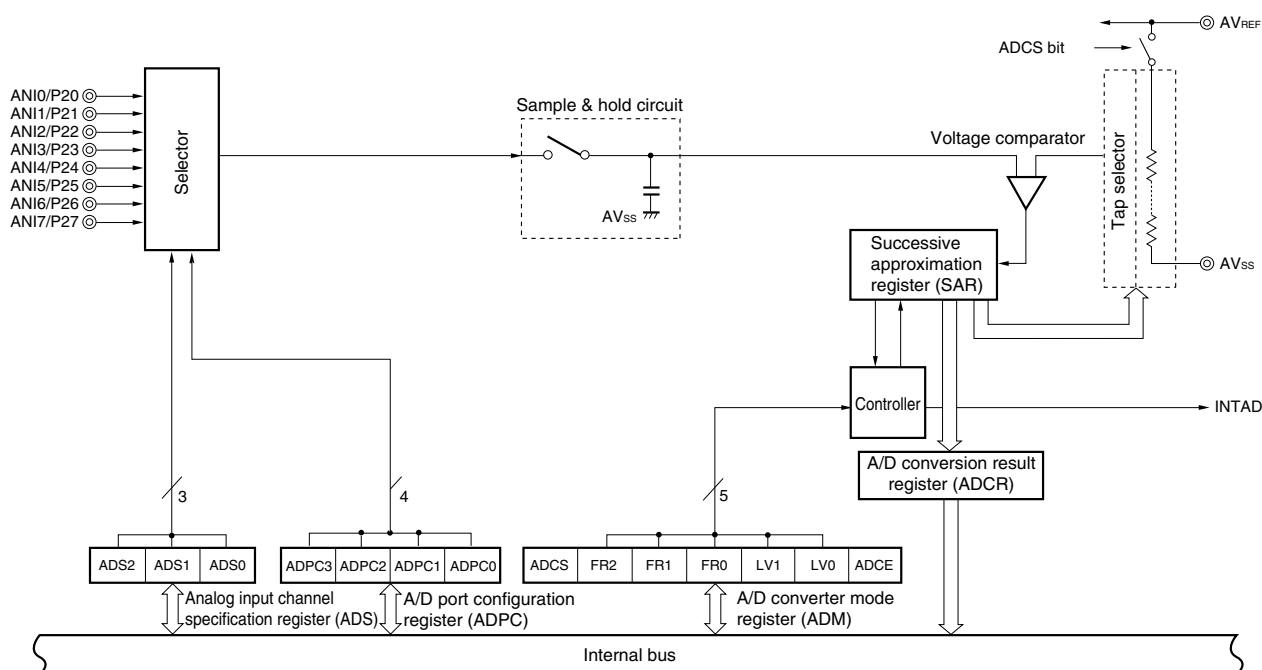 AVREF
ADCS bit
ANI0/P20
ANI1/P21
ANI2/P22
ANI3/P23
ANI4/P24
ANI5/P25
ANI6/P26
ANI7/P27
Selector
Sample & hold circuit
AVSS
Voltage comparator
Tap selector
AVSS
Successive
approximation
register (SAR)
Controller
INTAD
A/D conversion result
register (ADCR)
3
4
5
ADS2
ADS1
ADS0
ADPC3
ADPC2
ADPC1
ADPC0
ADCS
FR2
FR1
FR0
LV1
LV0
ADCE
Analog input channel
specification register (ADS)
A/D port configuration
register (ADPC)
A/D converter mode
register (ADM)
Internal bus